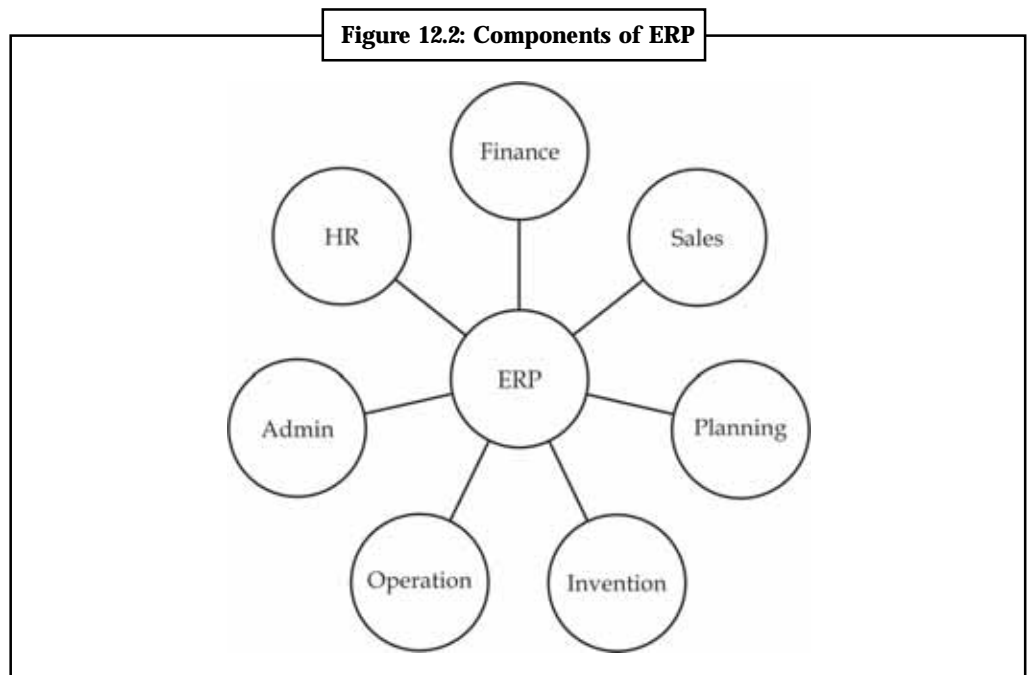 Figure 12.2: Components of ERP
Finance
HR
Sales
ERP
Admin
Planning
Operation
Invention